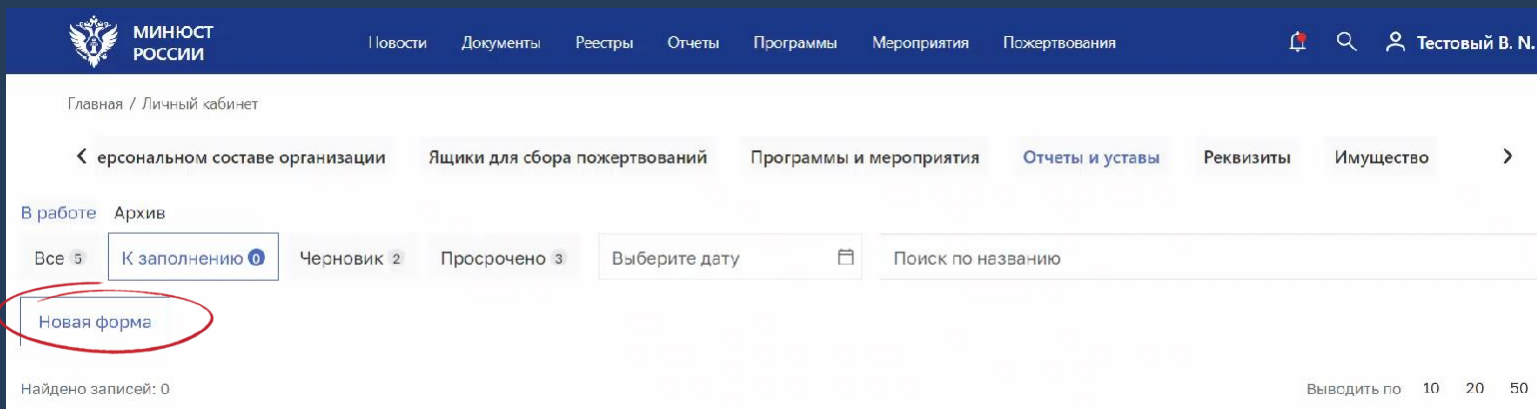 МИНЮСТ
РОССИИ
Новости Документы Реестры Отчеты Программы Мероприятия Пожертвования Тестовый В. N.
Главная / Личный кабинет
ерсональном составе организации Ящики для сбора пожертвований Программы и мероприятия Отчеты и уставы Реквизиты Имущество
В работе Архив
Все 5 К заполнению 0 Черновик 2 Просрочено 3 Выберите дату Поиск по названию
Новая форма
Найдено записей: 0 Выводить по 10 20 50